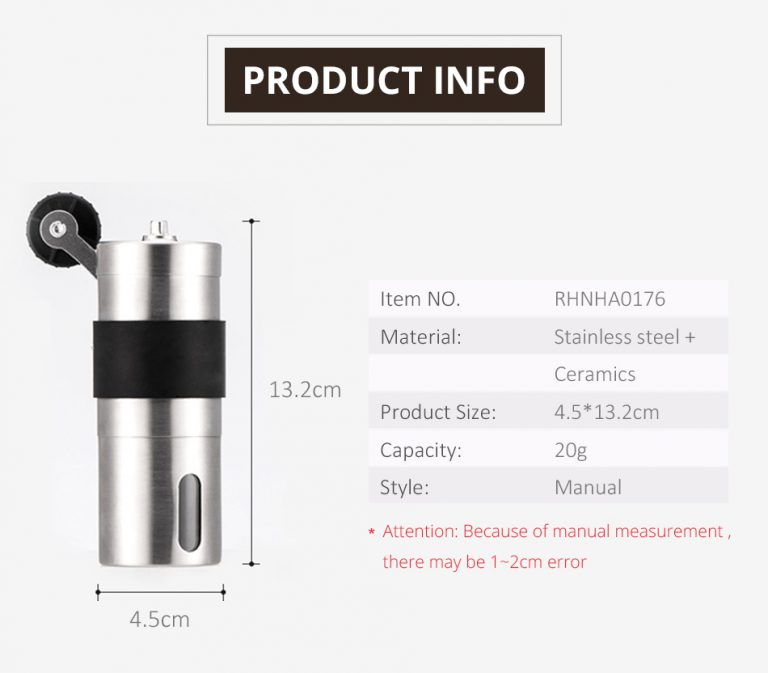 PRODUCT INFO
13.2cm
4.5cm
Item NO. RHNHA0176
Material: Stainless steel +
Ceramics
Product Size: 4.5*13.2cm
Capacity: 20g
Style: Manual
* Attention: Because of manual measurement ,
there may be 1~2cm error